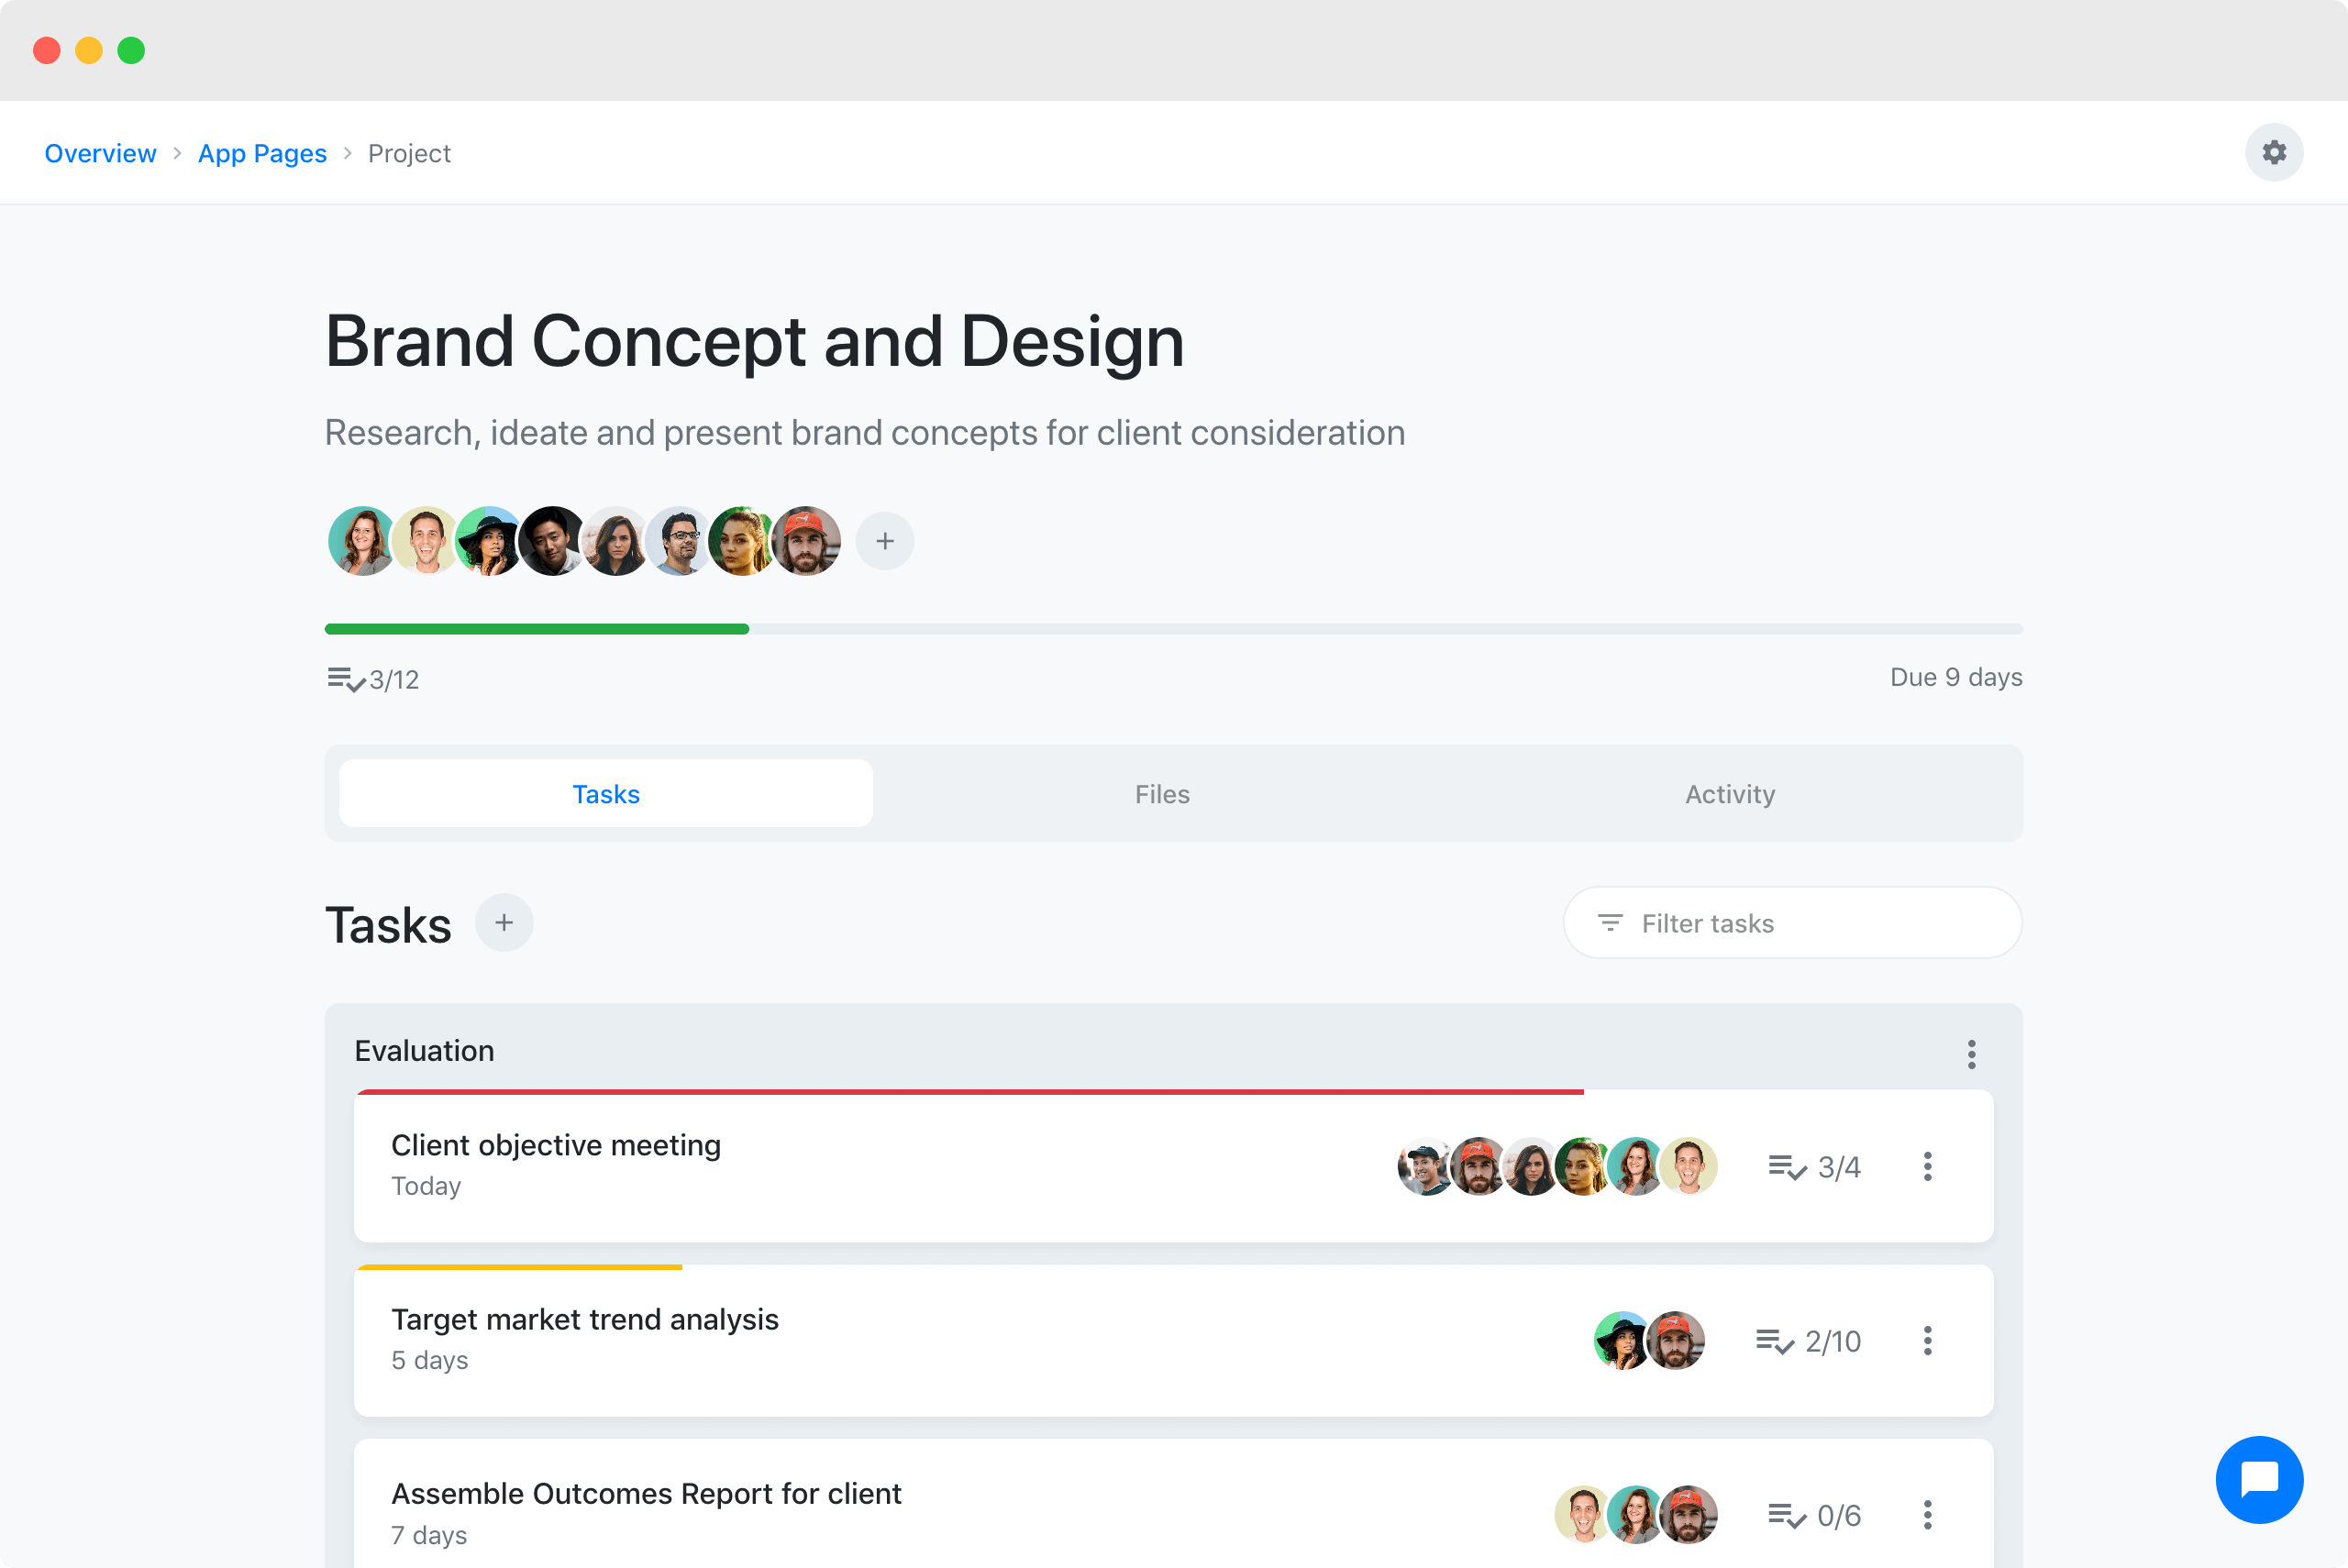 Overview > App Pages > Project
Brand Concept and Design
Research, ideate and present brand concepts for client consideration
3/12
Due 9 days
Tasks
Files
Activity
Tasks
Filter tasks
Evaluation
Client objective meeting
Today
3/4
Target market trend analysis
5 days
2/10
Assemble Outcomes Report for client
7 days
0/6